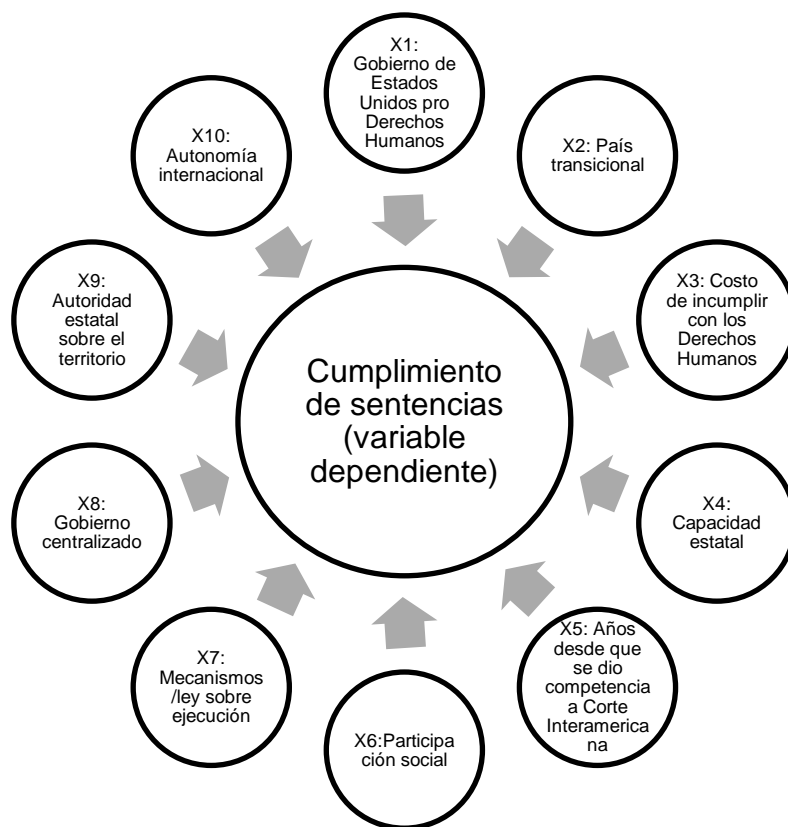 X1:
Gobierno de
Estados
Unidos pro
Derechos
Humanos
X2: País
transicional
X3: Costo
de incumplir
con los
Derechos
Humanos
X4:
Capacidad
estatal
X5: Años
desde que
se dio
competencia
a Corte
Interamerica
na
X6:Participa
ción social
X7:
Mecanismos
/ley sobre
ejecución
X8:
Gobierno
centralizado
X9:
Autoridad
estatal
sobre el
territorio
X10:
Autonomía
internacional
Cumplimiento
de sentencias
(variable
dependiente)